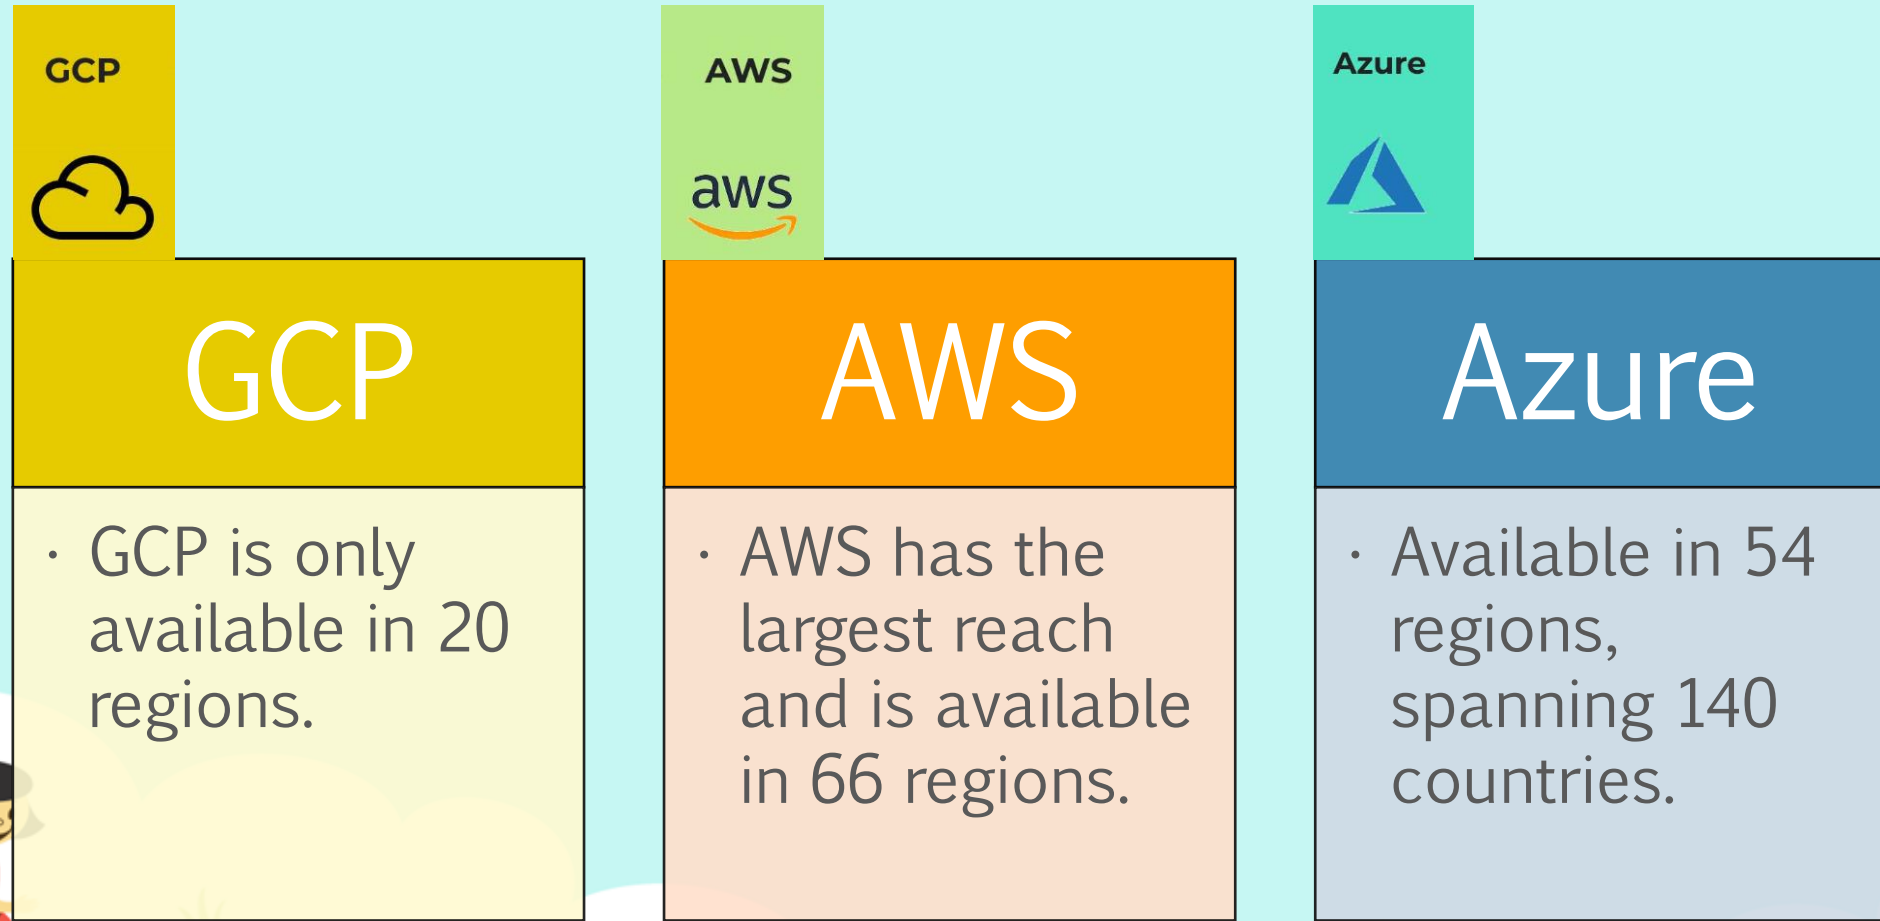 GCP
AWS
aws
Azure
GCP
· GCP is only
available in 20
regions.
AWS
· AWS has the
largest reach
and is available
in 66 regions.
Azure
· Available in 54
regions,
spanning 140
countries.